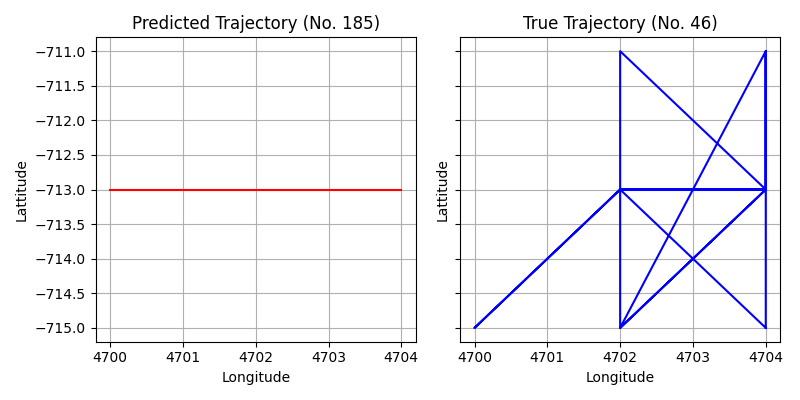 Predicted Trajectory (No. 185)
True Trajectory (No. 46)
Lattitude
−711.0
−711.5
−712.0
−712.5
−713.0
−713.5
−714.0
−714.5
−715.0
4700 4701 4702 4703 4704
Longitude
Lattitude
4700 4701 4702 4703 4704
Longitude